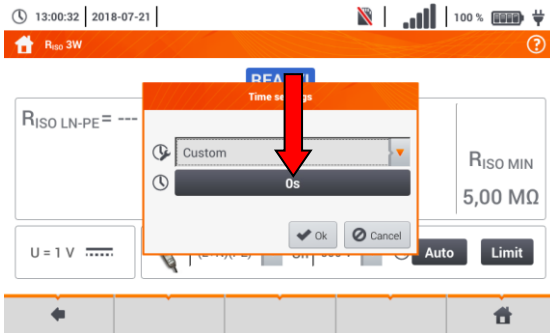 13:00:32 2018-07-21 100 %
RISO 3W
Time settings
RISO LN-PE= ---
Custom
0s
RISO MIN
5,00 MΩ
Ok Cancel
U = 1 V Auto Limit